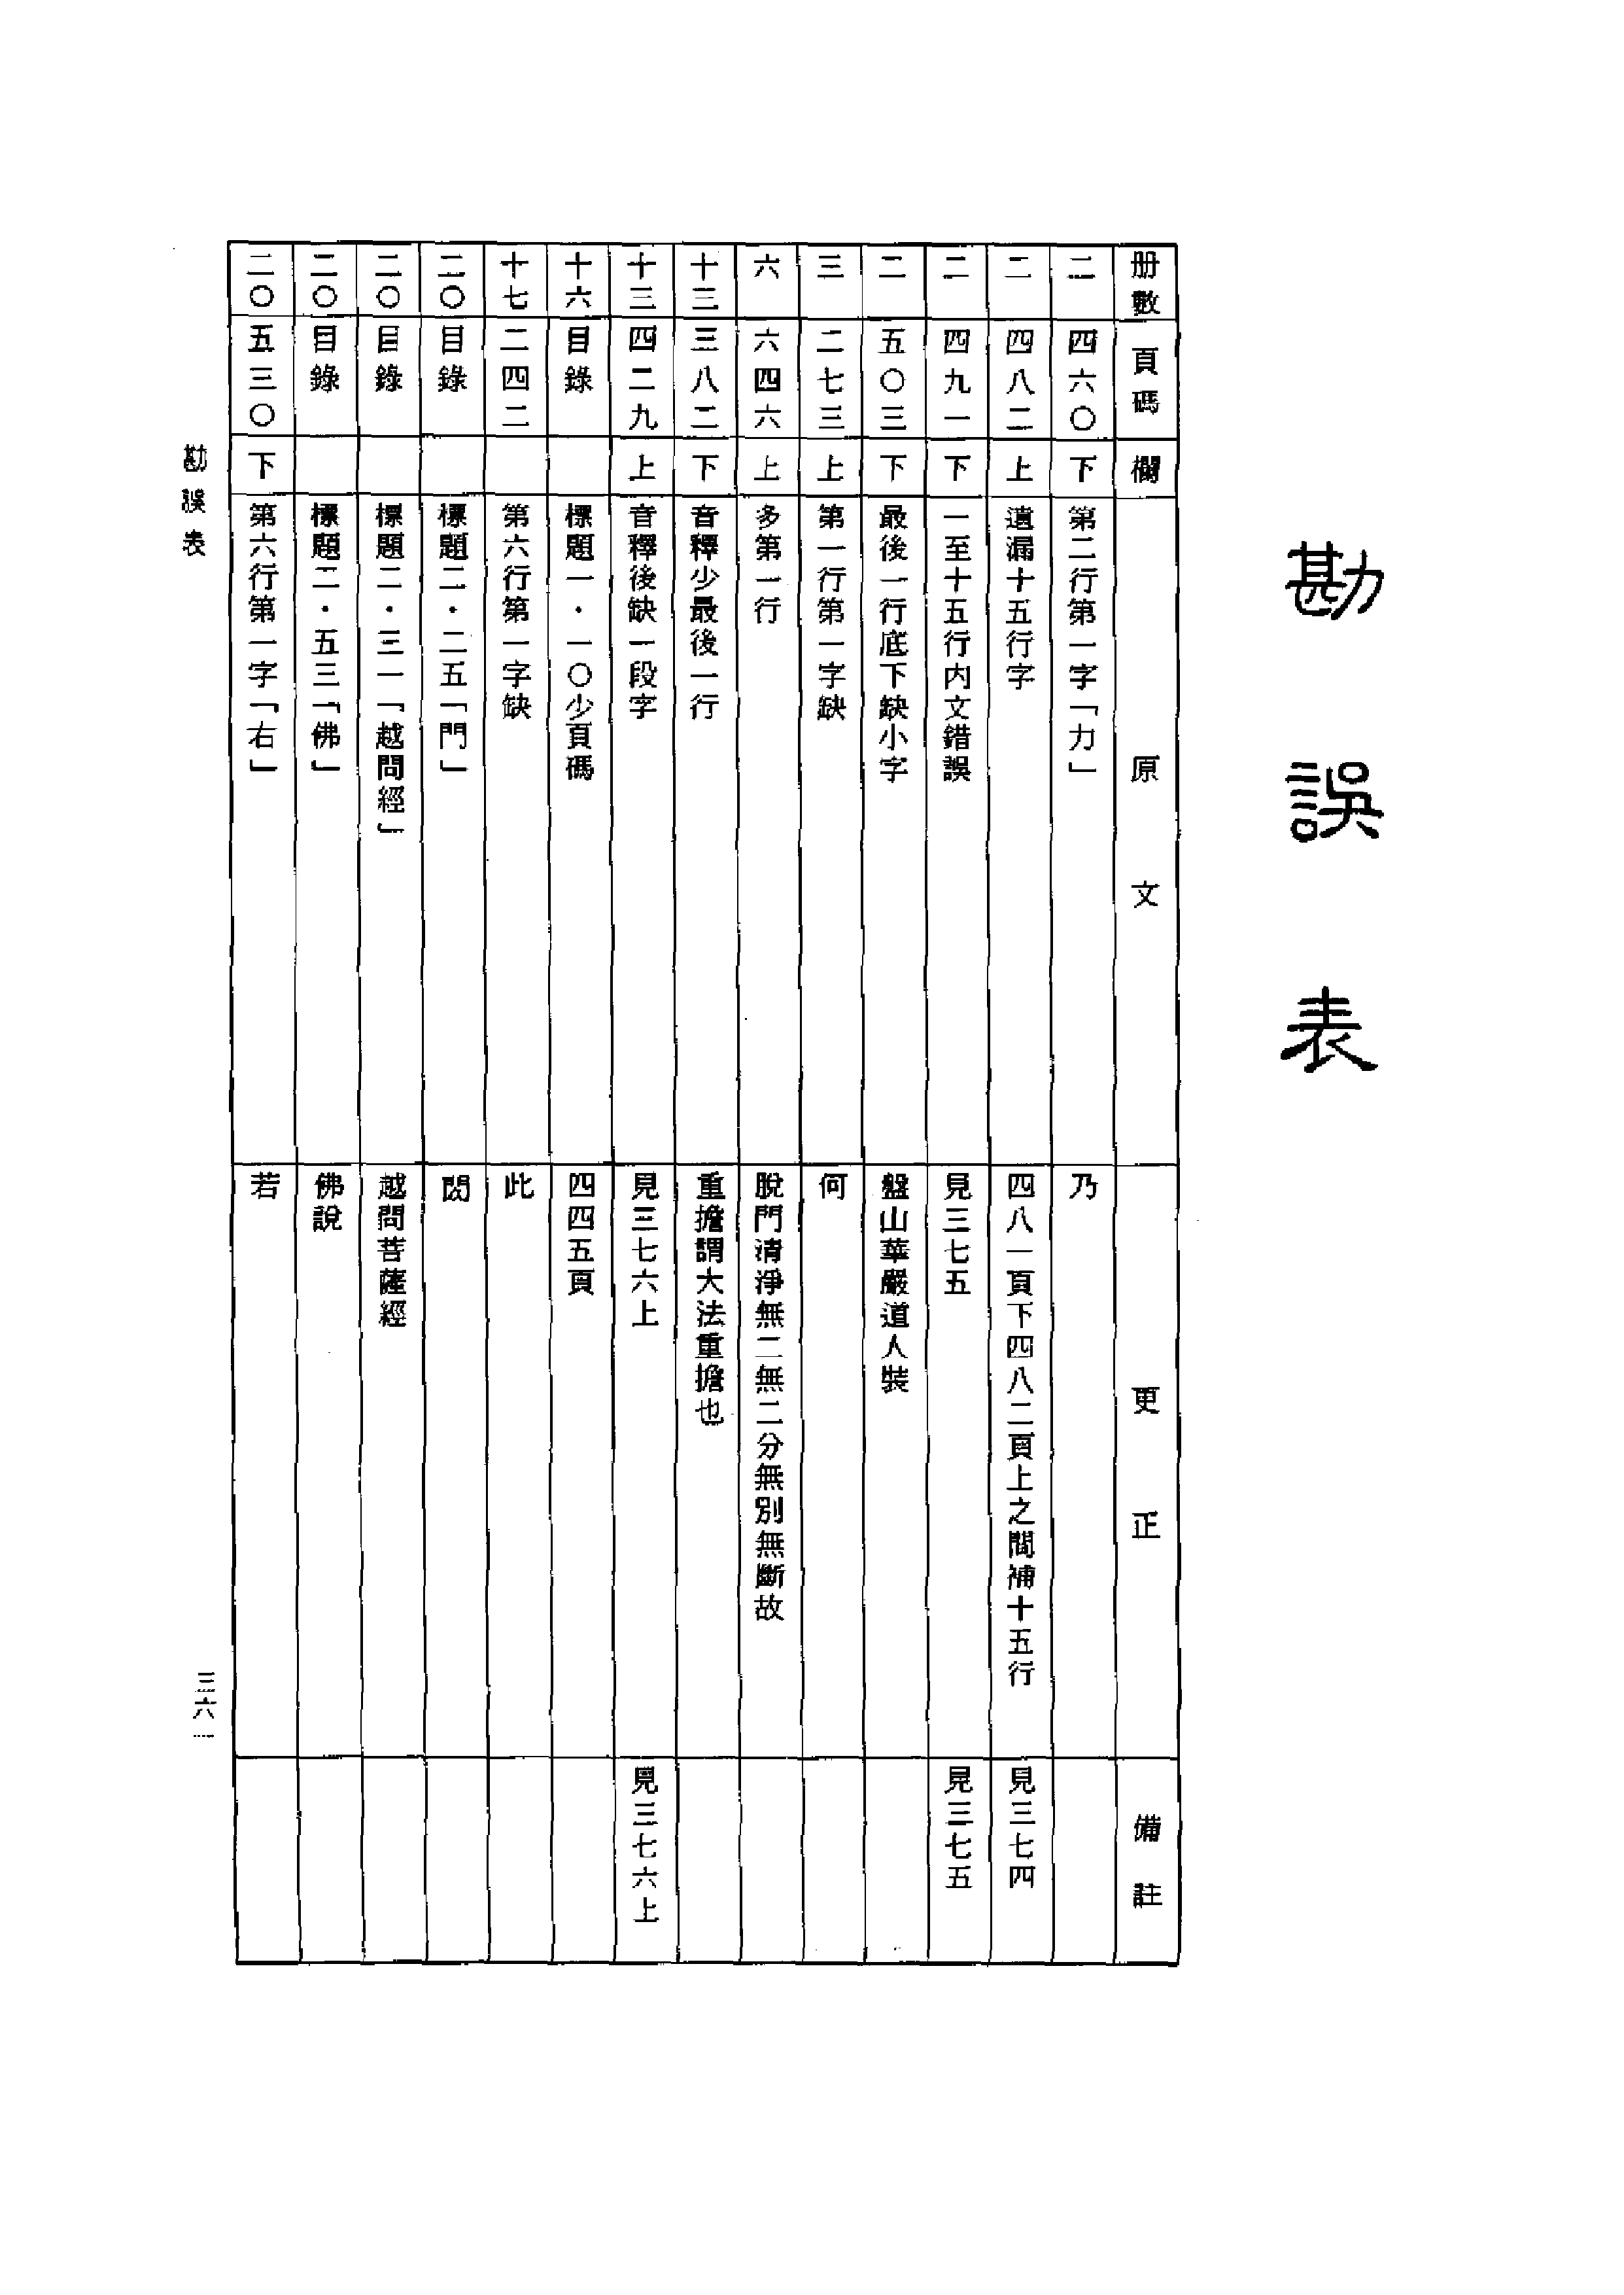 勘誤表
册數 頁碼 欄 原文 更正 備註
二 四六〇 下 第二行第一字「力」 乃
二 四八二 上 遺漏十五行字 四八一頁下四八二頁上之間補十五行 見三七四
二 四九一 下 一至十五行内文錯誤 見三七五 見三七五
二 五〇三 下 最後一行底下缺小字 盤山華嚴道人裝
三 二七三 上 第一行第一字缺 何
六 六四六 上 多第一行 脫門清淨無二無二分無別無斷故
十三 三八二 下 音釋少最後一行 重擔謂大法重擔也
十三 四二九 上 音釋後缺一段字 見三七六上 見三七六上
十六 目錄 標題一・一〇少頁碼 四四五頁
十七 二四二 第六行第一字缺 此
二〇 目錄 標題二・二五「門」 閲
二〇 目錄 標題二・三一「越問經」 越問菩薩經
二〇 目錄 標題二・五三「佛」 佛說
二〇 五三〇 下 第六行第一字「右」 若
勘誤表
三六一